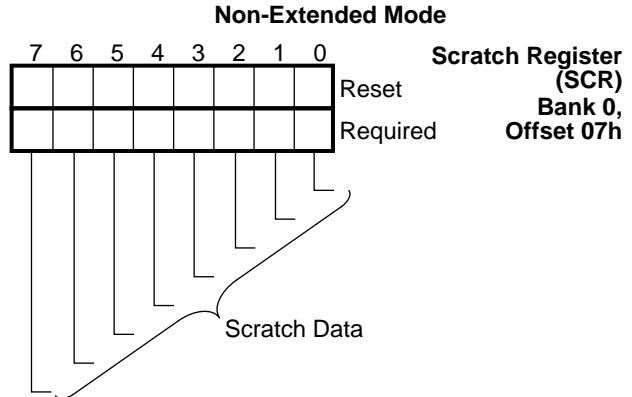 Non-Extended Mode
7 6 5 4 3 2 1 0
Reset
Required
Scratch Register
(SCR)
Bank 0,
Offset 07h
Scratch Data